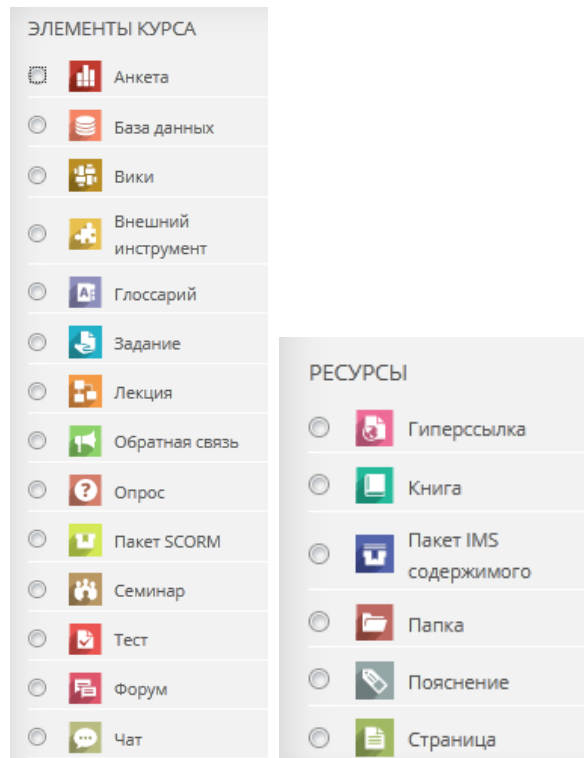 ЭЛЕМЕНТЫ КУРСА
Анкета
База данных
Вики
Внешний
инструмент
Глоссарий
Задание
Лекция
Обратная связь
Опрос
Пакет SCORM
Семинар
Тест
Форум
Чат
РЕСУРСЫ
Гиперссылка
Книга
Пакет IMS
содержимого
Папка
Пояснение
Страница